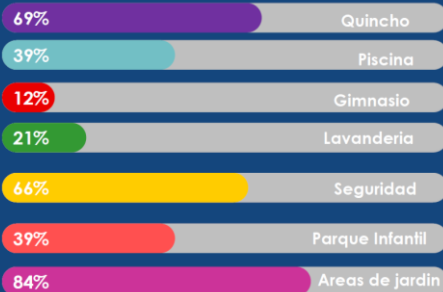 69% Quincho
39% Piscina
12% Gimnasio
21% Lavanderia
66% Seguridad
39% Parque Infantil
84% Areas de jardin